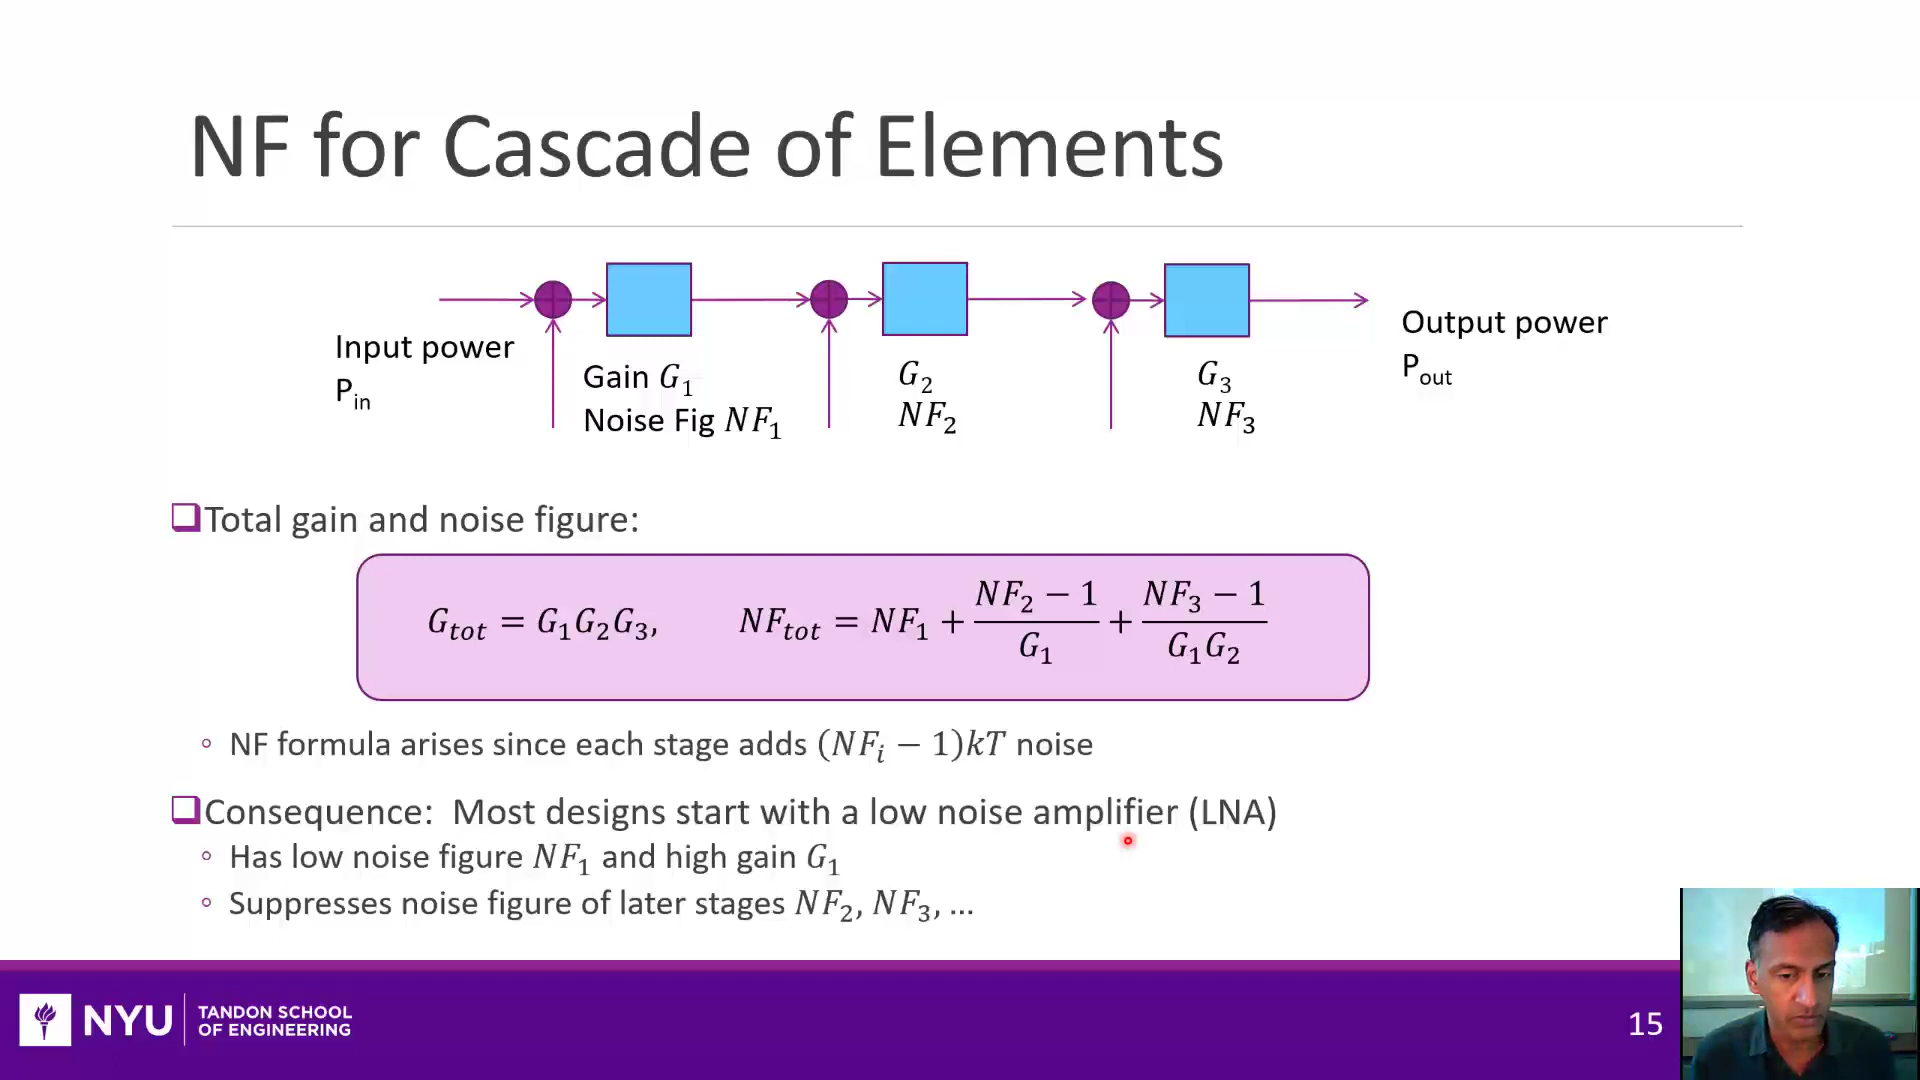 NF for Cascade of Elements
Input power
P_in
Gain G_1
Noise Fig NF_1
G_2
NF_2
G_3
NF_3
Output power
P_out
Total gain and noise figure:
G_tot = G_1G_2G_3, NF_tot = NF_1 + (NF_2 − 1)/G_1 + (NF_3 − 1)/(G_1G_2)
NF formula arises since each stage adds (NF_i − 1)kT noise
Consequence: Most designs start with a low noise amplifier (LNA)
Has low noise figure NF_1 and high gain G_1
Suppresses noise figure of later stages NF_2, NF_3, …
NYU
TANDON SCHOOL
OF ENGINEERING
15